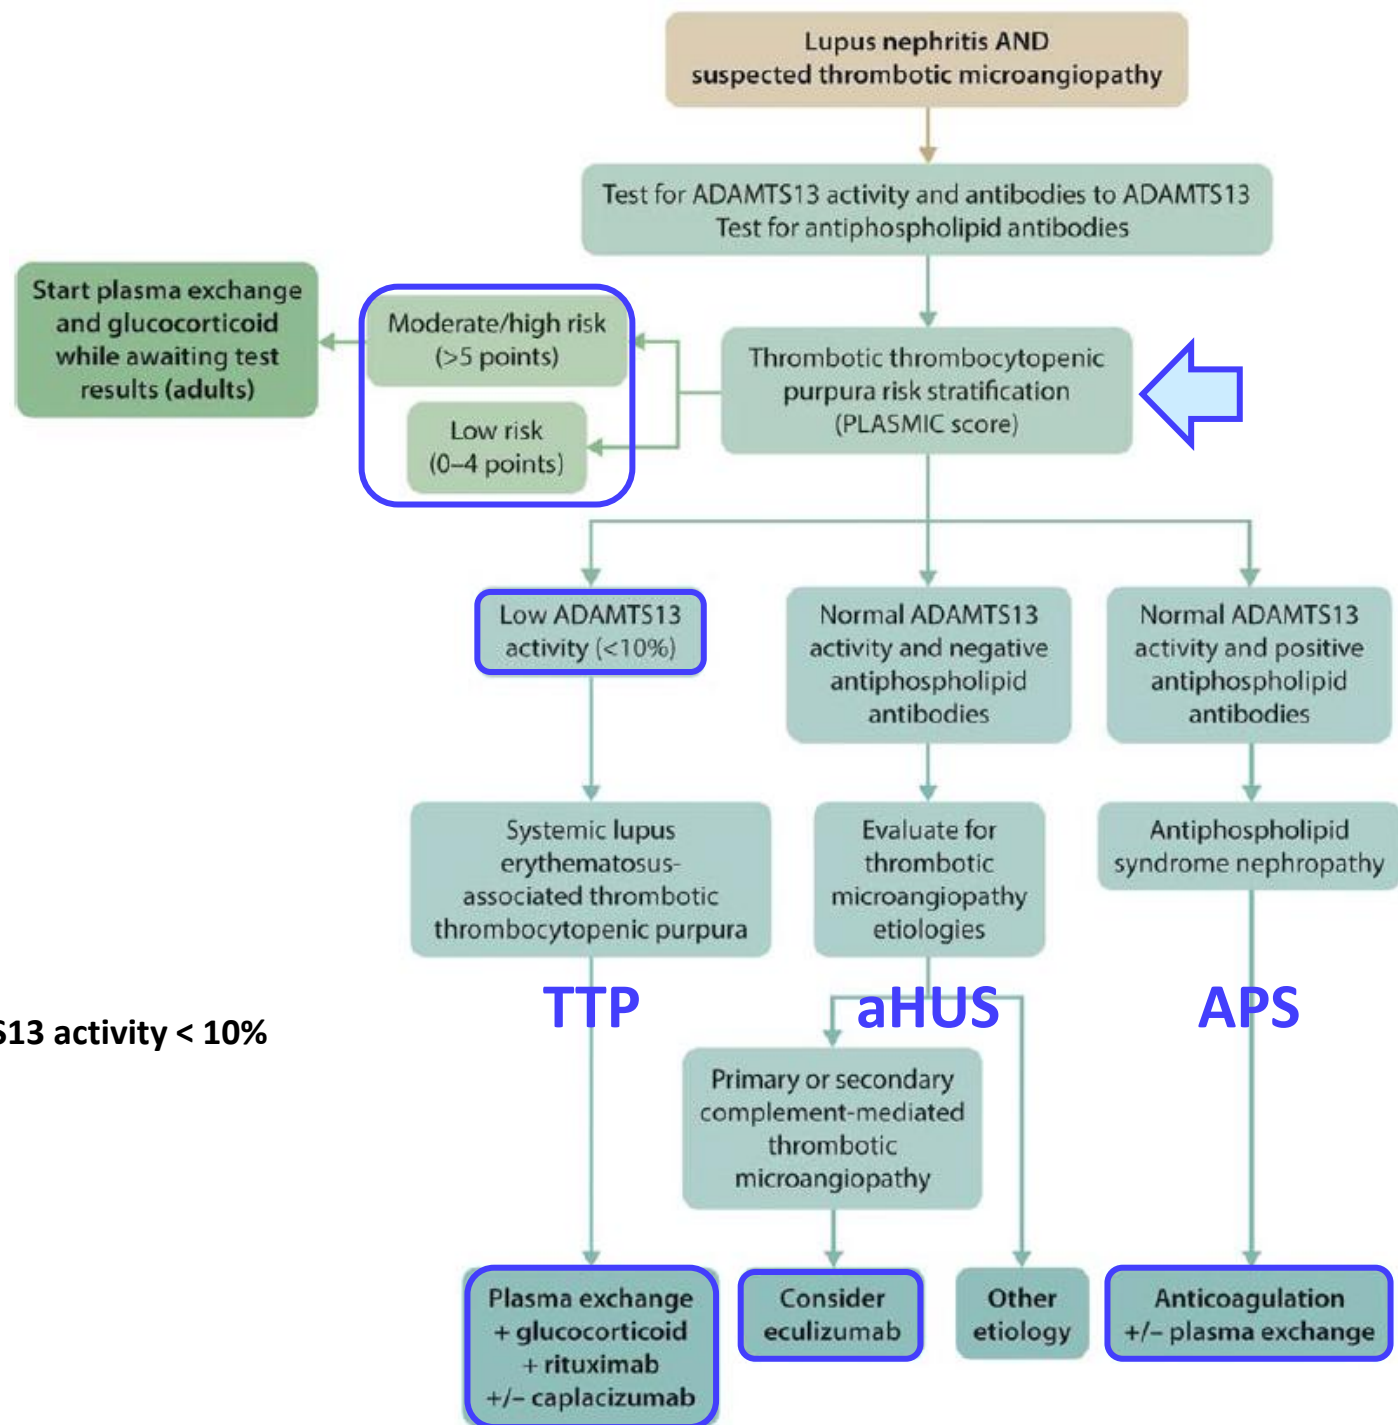 Lupus nephritis AND
suspected thrombotic microangiopathy
Test for ADAMTS13 activity and antibodies to ADAMTS13
Test for antiphospholipid antibodies
Start plasma exchange
and glucocorticoid
while awaiting test
results (adults)
Moderate/high risk
(>5 points)
Low risk
(0–4 points)
Thrombotic thrombocytopenic
purpura risk stratification
(PLASMIC score)
Low ADAMTS13
activity (<10%)
Normal ADAMTS13
activity and negative
antiphospholipid
antibodies
Normal ADAMTS13
activity and positive
antiphospholipid
antibodies
Systemic lupus
erythematosus-
associated thrombotic
thrombocytopenic purpura
Evaluate for
thrombotic
microangiopathy
etiologies
Antiphospholipid
syndrome nephropathy
TTP
aHUS
APS
S13 activity < 10%
Primary or secondary
complement-mediated
thrombotic
microangiopathy
Plasma exchange
+ glucocorticoid
+ rituximab
+/– caplacizumab
Consider
eculizumab
Other
etiology
Anticoagulation
+/– plasma exchange